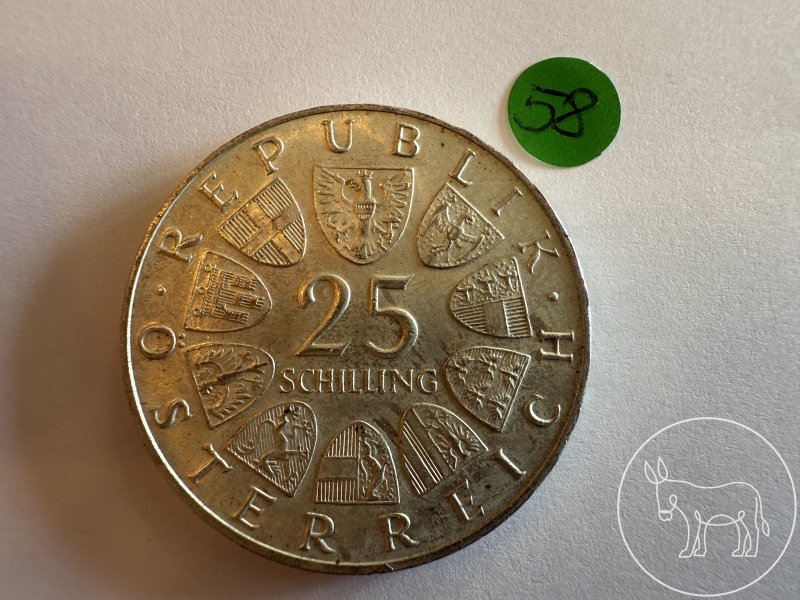 58
REPUBLIK
ÖSTERREICH
25
SCHILLING